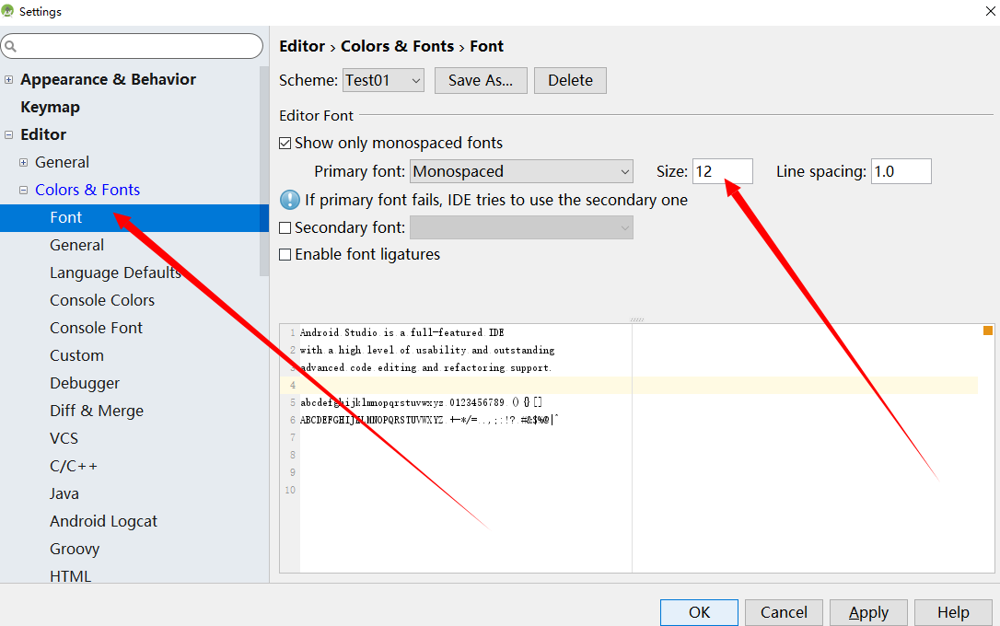 Settings
Appearance & Behavior
Keymap
Editor
General
Colors & Fonts
Font
General
Language Defaults
Console Colors
Console Font
Custom
Debugger
Diff & Merge
VCS
C/C++
Java
Android Logcat
Groovy
HTML
Editor › Colors & Fonts › Font
Scheme: Test01 Save As... Delete
Editor Font
Show only monospaced fonts
Primary font: Monospaced Size: 12 Line spacing: 1.0
If primary font fails, IDE tries to use the secondary one
Secondary font:
Enable font ligatures
1 Android Studio is a full-featured IDE
2 with a high level of usability and outstanding
3 advanced code editing and refactoring support.
4
5 abcdefghijklmnopqrstuvwxyz 0123456789 () {} []
6 ABCDEFGHIJKLMNOPQRSTUVWXYZ +-*/= .,;:!? #&$%@|^
7
8
9
10
OK Cancel Apply Help